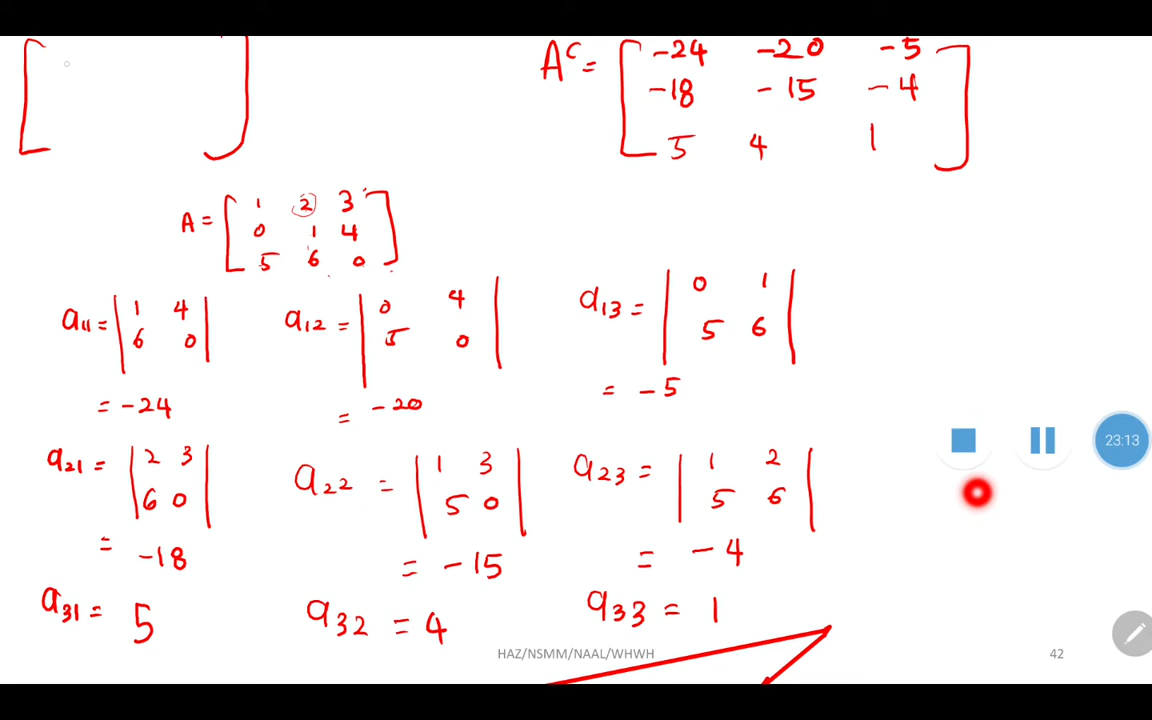 A^c = [ -24 -20 -5
-18 -15 -4
5 4 1 ]
A = [ 1 2 3
0 1 4
5 6 0 ]
a11 = | 1 4 | a12 = | 0 4 | a13 = | 0 1 |
| 6 0 | | 5 0 | | 5 6 |
= -24 = -20 = -5
a21 = | 2 3 | a22 = | 1 3 | a23 = | 1 2 |
| 6 0 | | 5 0 | | 5 6 |
= -18 = -15 = -4
a31 = 5 a32 = 4 a33 = 1
23:13
HAZ/NSMM/NAAL/WHWH 42